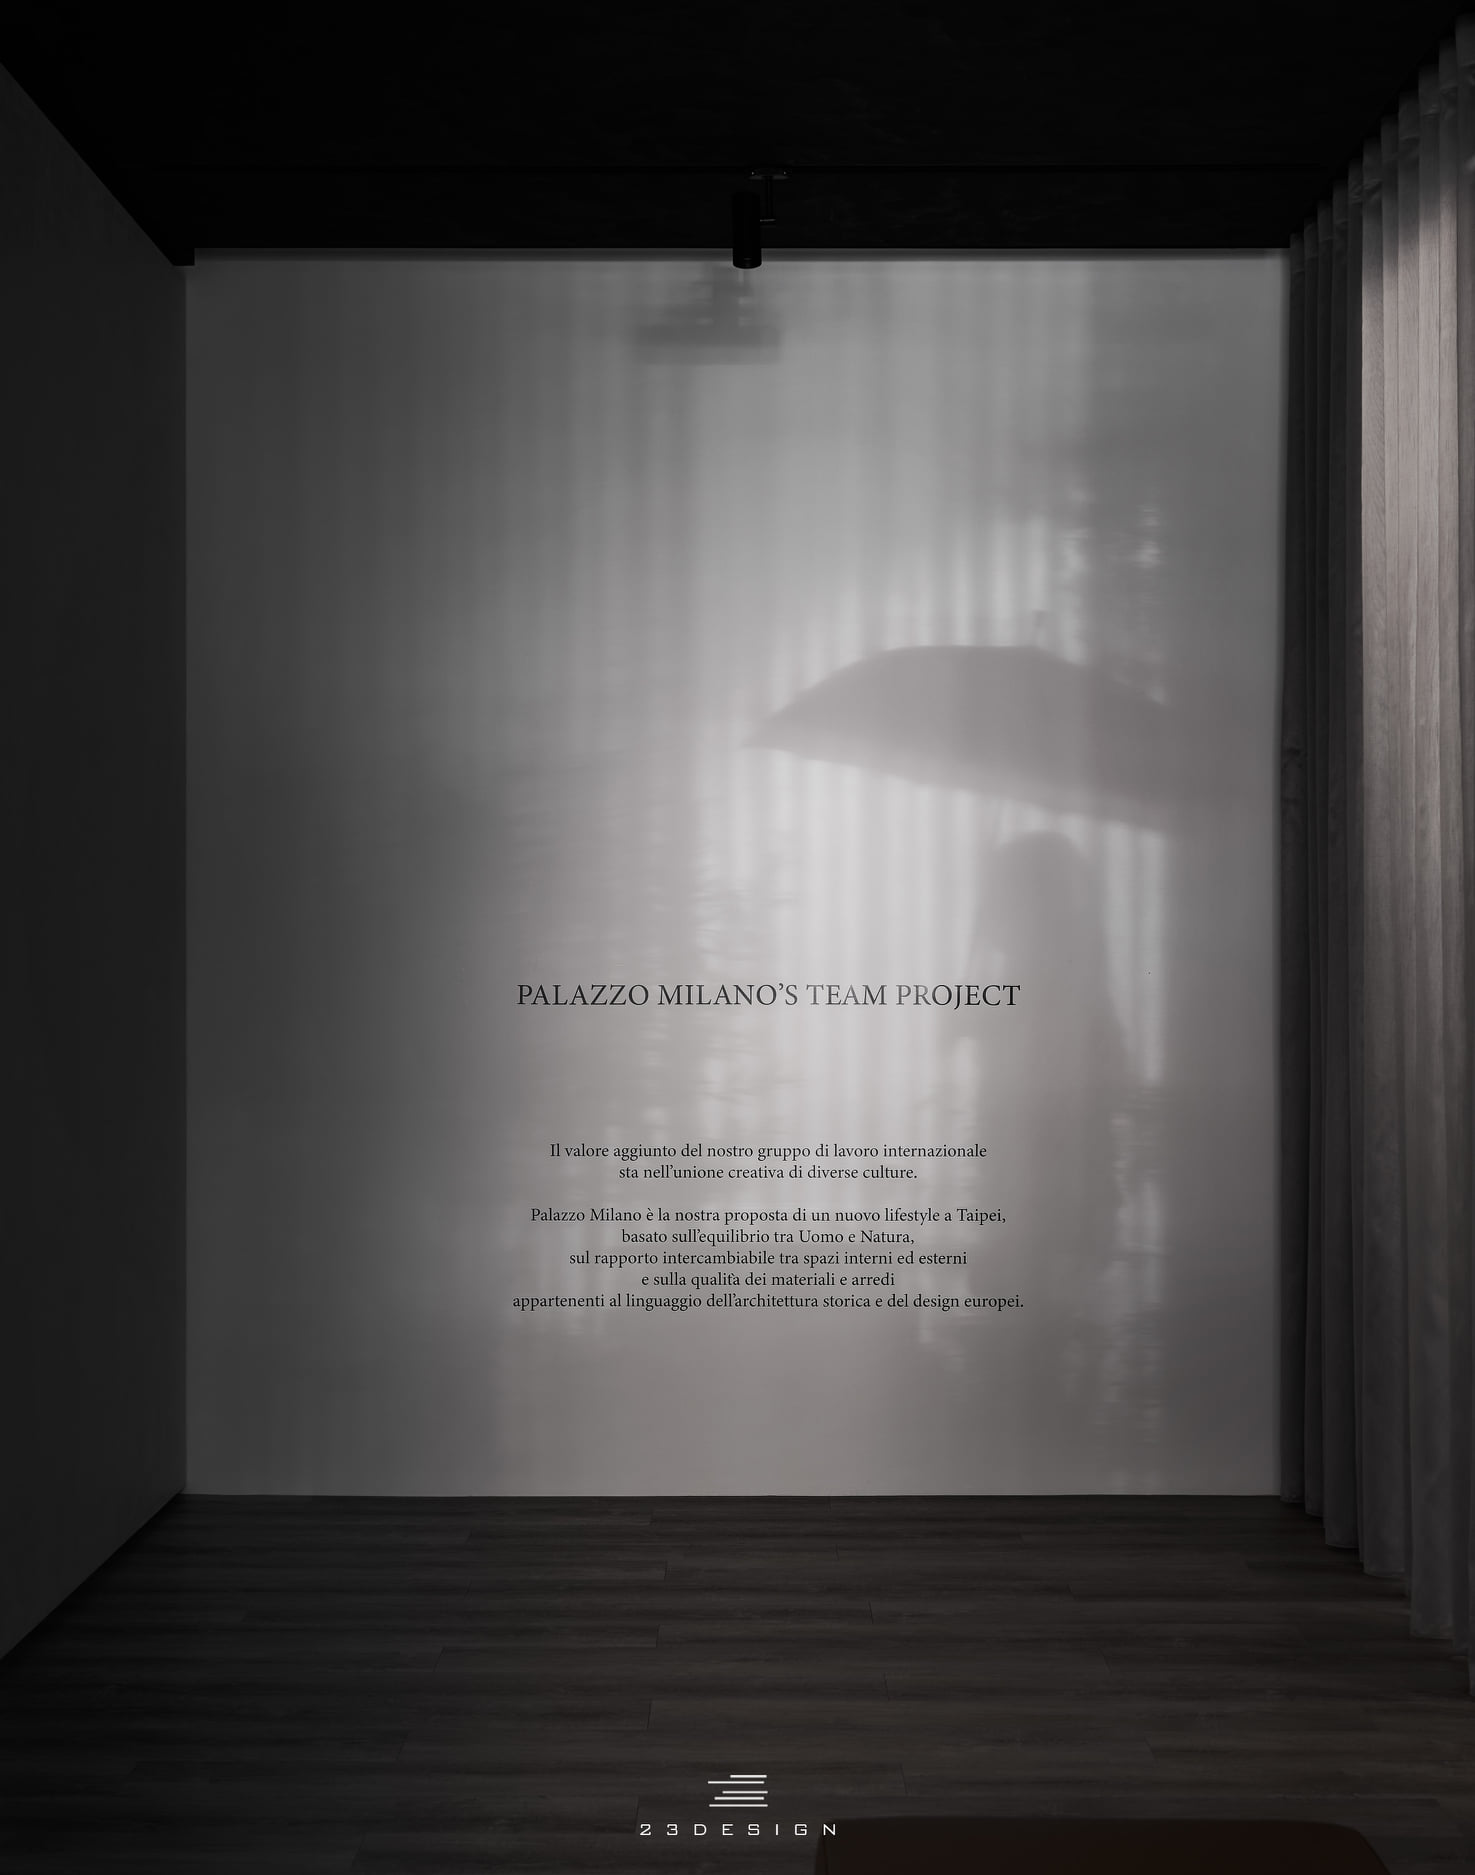 PALAZZO MILANO’S TEAM PROJECT
Il valore aggiunto del nostro gruppo di lavoro internazionale
sta nell’unione creativa di diverse culture.
Palazzo Milano è la nostra proposta di un nuovo lifestyle a Taipei,
basato sull’equilibrio tra Uomo e Natura,
sul rapporto intercambiabile tra spazi interni ed esterni
e sulla qualità dei materiali e arredi
appartenenti al linguaggio dell’architettura storica e del design europei.
23DESIGN